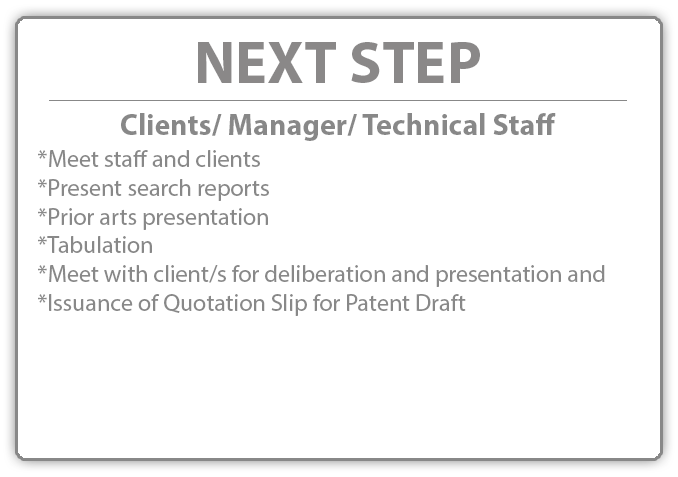 NEXT STEP
Clients/ Manager/ Technical Staff
*Meet staff and clients
*Present search reports
*Prior arts presentation
*Tabulation
*Meet with client/s for deliberation and presentation and
*Issuance of Quotation Slip for Patent Draft